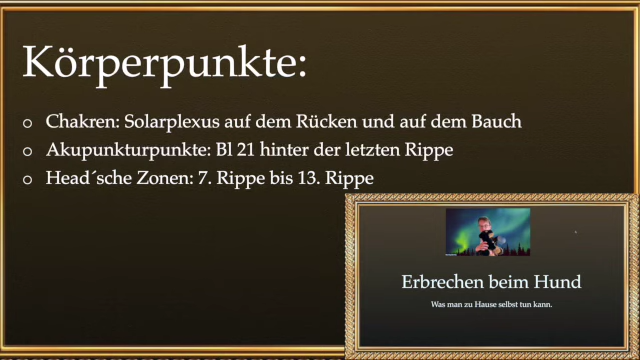 Körperpunkte:
o Chakren: Solarplexus auf dem Rücken und auf dem Bauch
o Akupunkturpunkte: Bl 21 hinter der letzten Rippe
o Head´sche Zonen: 7. Rippe bis 13. Rippe
Erbrechen beim Hund
Was man zu Hause selbst tun kann.